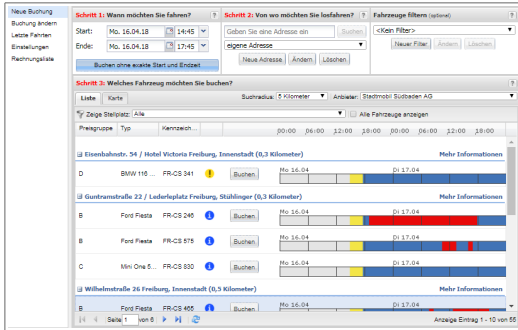 Neue Buchung
Buchung ändern
Letzte Fahrten
Einstellungen
Rechnungsliste
Schritt 1: Wann möchten Sie fahren? ?
Start: Mo. 16.04.18 14:45
Ende: Mo. 16.04.18 17:45
Buchen ohne exakte Start und Endzeit
Schritt 2: Von wo möchten Sie losfahren? ?
Geben Sie eine Adresse ein Suchen
eigene Adresse
Neue Adresse Ändern Löschen
Fahrzeuge filtern (optional) ?
<Kein Filter>
Neuer Filter Ändern Löschen
Schritt 3: Welches Fahrzeug möchten Sie buchen? ?
Liste Karte Suchradius: 5 Kilometer Anbieter: Stadtmobil Südbaden AG
Zeige Stellplatz: Alle Alle Fahrzeuge anzeigen
Preisgruppe Typ Kennzeich... 00:00 06:00 12:00 18:00 00:00 06:00 12:00 18:00
Eisenbahnstr. 54 / Hotel Victoria Freiburg, Innenstadt (0,3 Kilometer) Mehr Informationen
Mo 16.04 Di 17.04
D BMW 116 ... FR-CS 341 Buchen
Guntramstraße 22 / Lederleplatz Freiburg, Stühlinger (0,3 Kilometer) Mehr Informationen
Mo 16.04 Di 17.04
B Ford Fiesta FR-CS 246 Buchen
Mo 16.04 Di 17.04
B Ford Fiesta FR-CS 575 Buchen
Mo 16.04 Di 17.04
C Mini One 5... FR-CS 830 Buchen
Wilhelmstraße 26 Freiburg, Innenstadt (0,5 Kilometer) Mehr Informationen
Mo 16.04 Di 17.04
B Ford Fiesta FR-CS 465 Buchen
Seite 1 von 6 Anzeige Eintrag 1 - 10 von 55